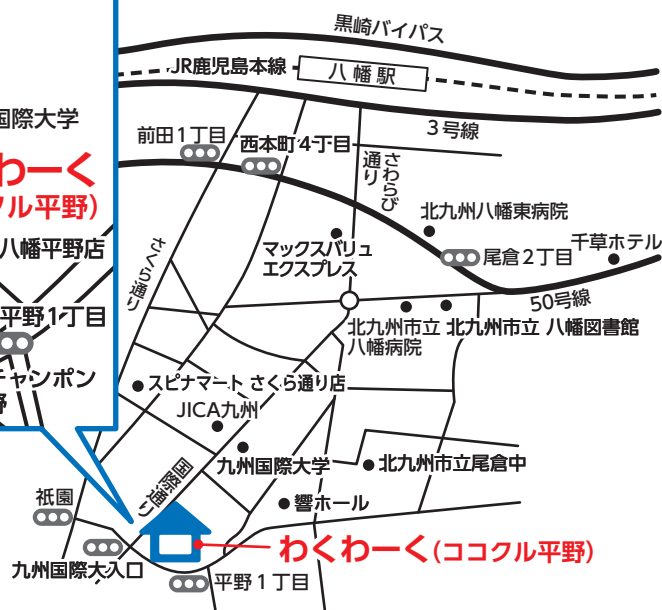 黒崎バイパス
JR鹿児島本線
八幡駅
3号線
国際大学
前田1丁目
西本町4丁目
さわらび
通り
わーく
ル平野)
北九州八幡東病院
八幡平野店
さくら通り
マックスバリュ
エクスプレス
尾倉2丁目
千草ホテル
50号線
平野1丁目
北九州市立
八幡病院
北九州市立 八幡図書館
チャンポン
野
スピナマート さくら通り店
JICA九州
九州国際大学
北九州市立尾倉中
国際通り
祇園
響ホール
わくわーく(ココクル平野)
九州国際大入口
平野1丁目